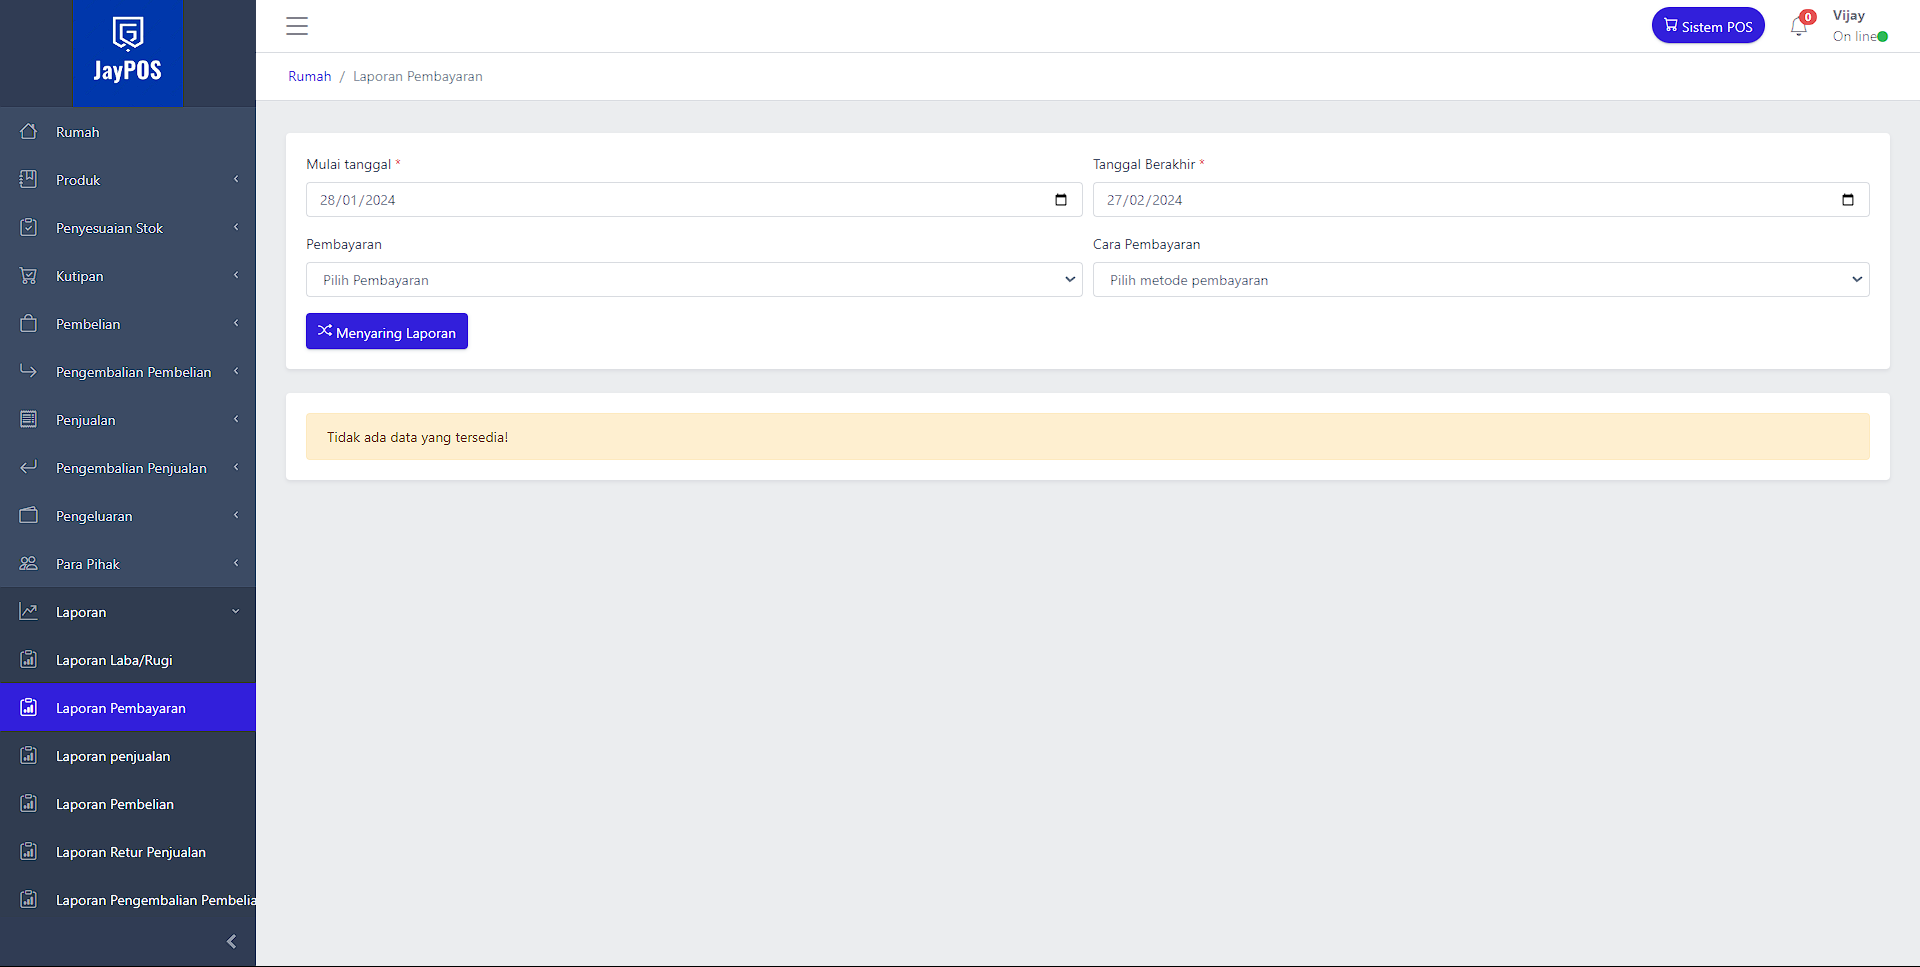 JayPOS
Sistem POS
0
Vijay
On line
Rumah / Laporan Pembayaran
Rumah
Produk
Penyesuaian Stok
Kutipan
Pembelian
Pengembalian Pembelian
Penjualan
Pengembalian Penjualan
Pengeluaran
Para Pihak
Laporan
Laporan Laba/Rugi
Laporan Pembayaran
Laporan penjualan
Laporan Pembelian
Laporan Retur Penjualan
Laporan Pengembalian Pembelia
Mulai tanggal *
28/01/2024
Tanggal Berakhir *
27/02/2024
Pembayaran
Pilih Pembayaran
Cara Pembayaran
Pilih metode pembayaran
Menyaring Laporan
Tidak ada data yang tersedia!